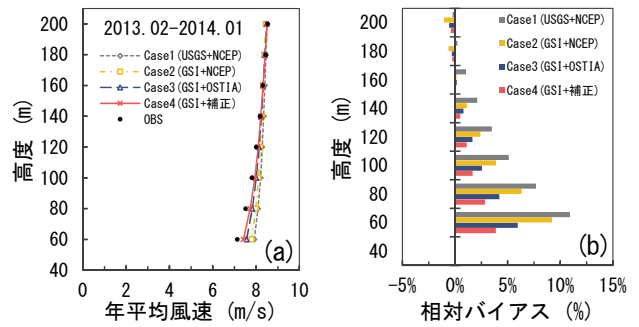 2013.02-2014.01
Case1(USGS+NCEP)
Case2(GSI+NCEP)
Case3(GSI+OSTIA)
Case4(GSI+補正)
OBS
高度 (m)
200
180
160
140
120
100
80
60
40
0 2 4 6 8 10
年平均風速 (m/s)
(a)
Case1(USGS+NCEP)
Case2(GSI+NCEP)
Case3(GSI+OSTIA)
Case4(GSI+補正)
高度 (m)
200
180
160
140
120
100
80
60
40
-5% 0% 5% 10% 15%
相対バイアス (%)
(b)